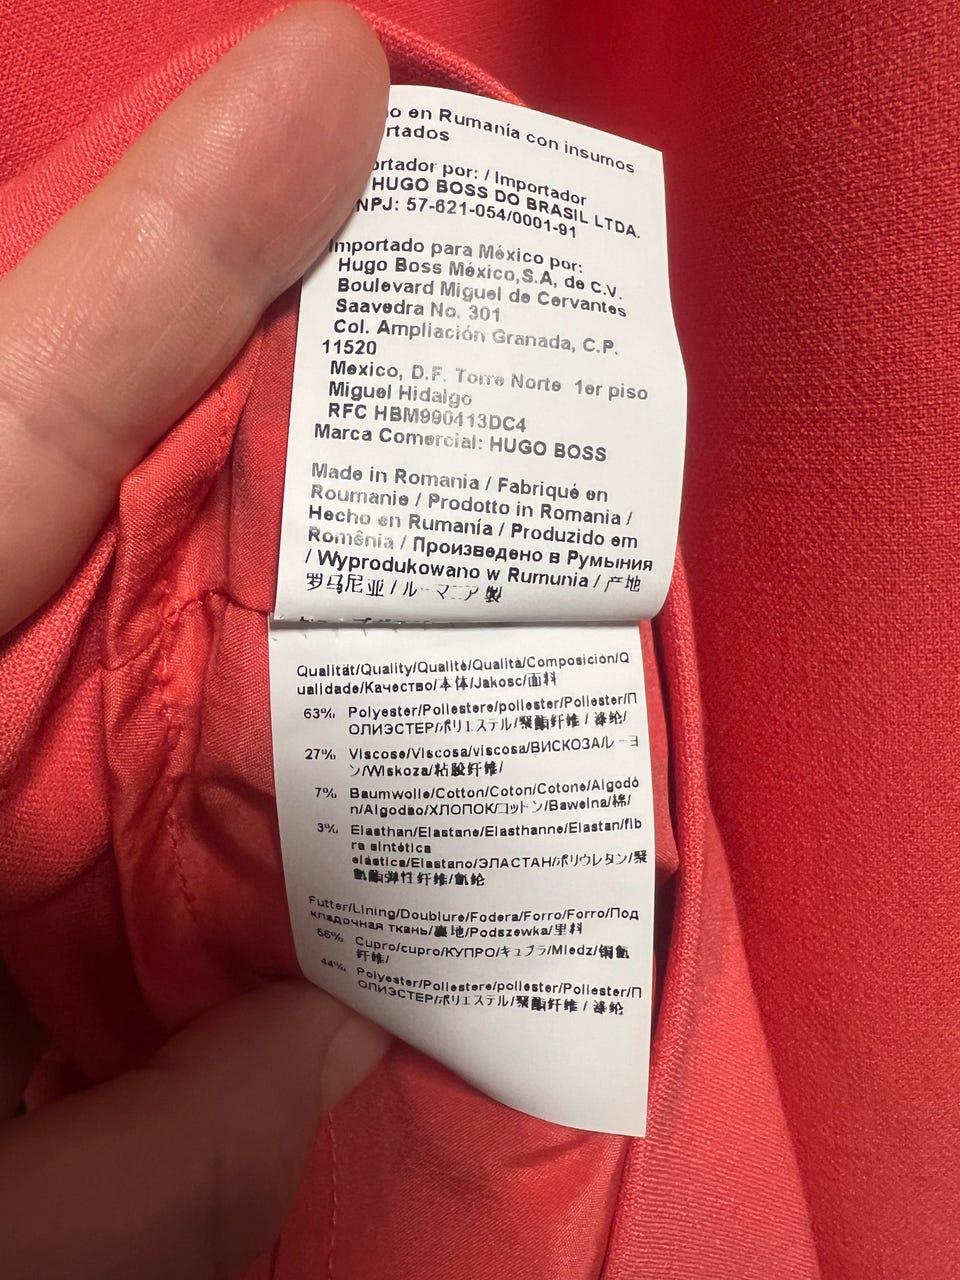 o en Rumanía con insumos
rtados
ortador por: / Importador
HUGO BOSS DO BRASIL LTDA.
NPJ: 57-621-054/0001-91
Importado para México por:
Hugo Boss México,S.A, de C.V.
Boulevard Miguel de Cervantes
Saavedra No. 301
Col. Ampliación Granada, C.P.
11520
Mexico, D.F. Torre Norte 1er piso
Miguel Hidalgo
RFC HBM990413DC4
Marca Comercial: HUGO BOSS
Made in Romania / Fabriqué en
Roumanie / Prodotto in Romania /
Hecho en Rumanía / Produzido em
Romênia / Произведено в Румыния
/ Wyprodukowano w Rumunia / 产地
罗马尼亚 / ルーマニア製
Qualität/Quality/Qualité/Qualità/Composición/Q
ualidade/Качество/本体/Jakosc/面料
63% Polyester/Poliestere/poliester/Poliester/П
ОЛИЭСТЕР/ポリエステル/聚酯纤维 / 涤纶/
27% Viscose/Viscosa/viscosa/ВИСКОЗА/レーヨ
ン/Wiskoza/粘胶纤维/
7% Baumwolle/Cotton/Coton/Cotone/Algodó
n/Algodão/ХЛОПОК/コットン/Bawelna/棉/
3% Elasthan/Elastane/Elasthanne/Elastan/fib
ra sintética
elástica/Elastano/ЭЛАСТАН/ポリウレタン/聚
氨酯弹性纤维/氨纶
Futter/Lining/Doublure/Fodera/Forro/Forro/Под
кладочная ткань/裏地/Podszewka/里料
56% Cupro/cupro/КУПРО/キュプラ/Miedz/铜氨
纤维/
44% Polyester/Poliestere/poliester/Poliester/П
ОЛИЭСТЕР/ポリエステル/聚酯纤维 / 涤纶